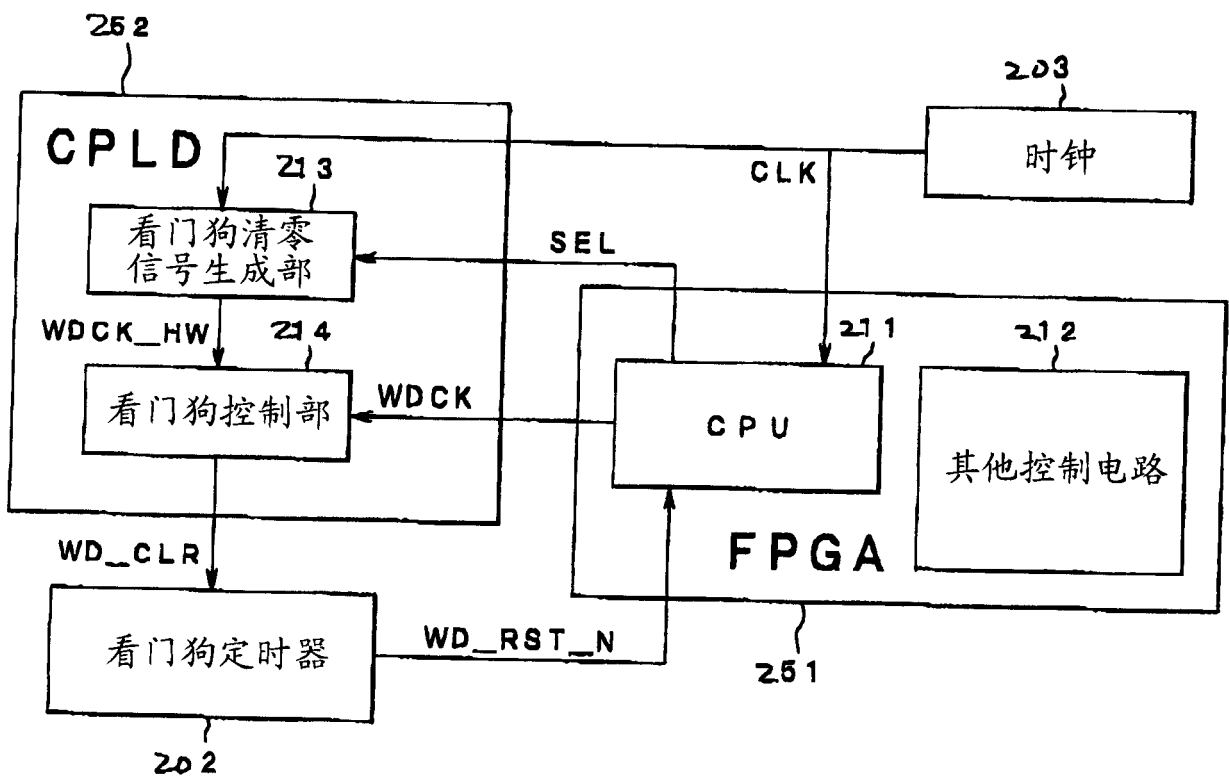 252
203
CPLD
时钟
CLK
213
看门狗清零
信号生成部
SEL
WDCK_HW
214
211
212
看门狗控制部
WDCK
CPU
其他控制电路
FPGA
WD_CLR
看门狗定时器
WD_RST_N
251
202